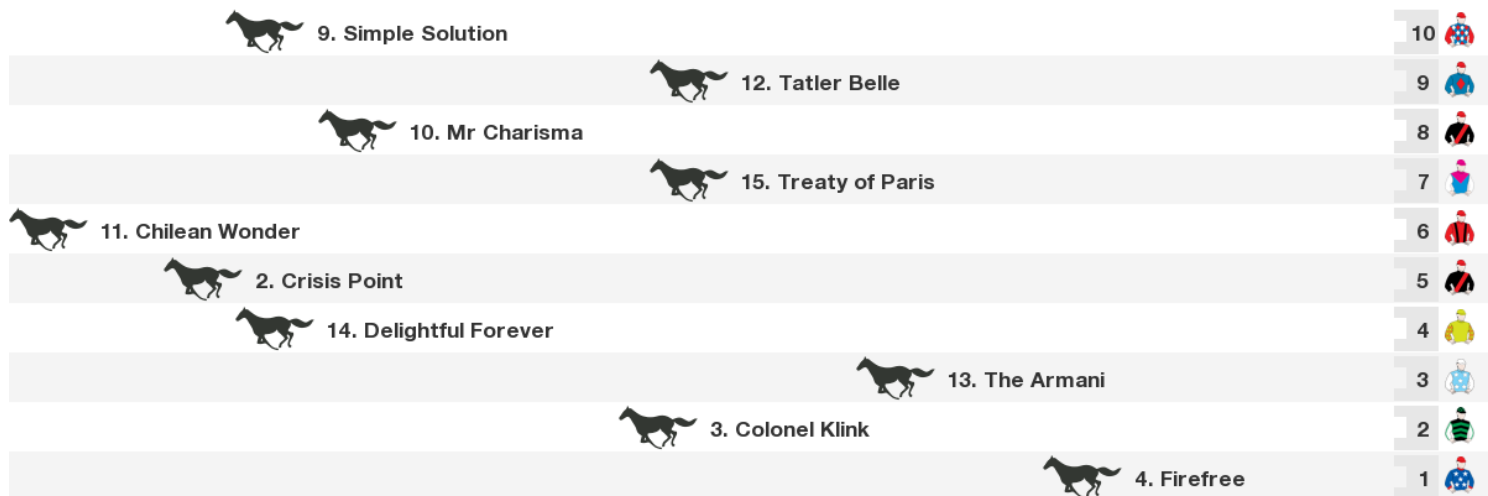 9. Simple Solution 10
12. Tatler Belle 9
10. Mr Charisma 8
15. Treaty of Paris 7
11. Chilean Wonder 6
2. Crisis Point 5
14. Delightful Forever 4
13. The Armani 3
3. Colonel Klink 2
4. Firefree 1